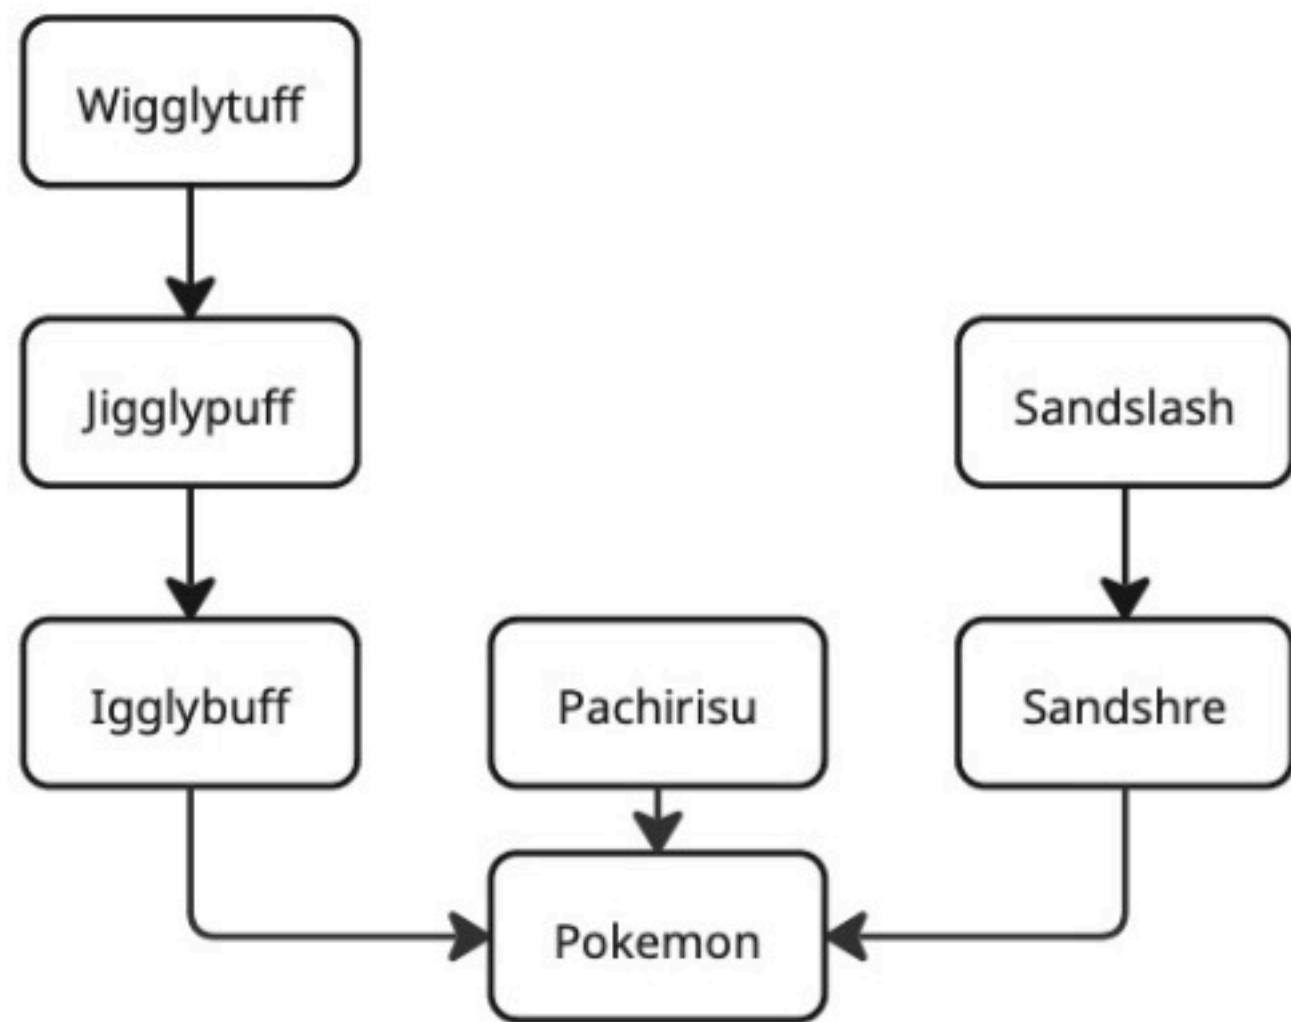 Wigglytuff
Jigglypuff
Sandslash
Igglybuff
Pachirisu
Sandshre
Pokemon